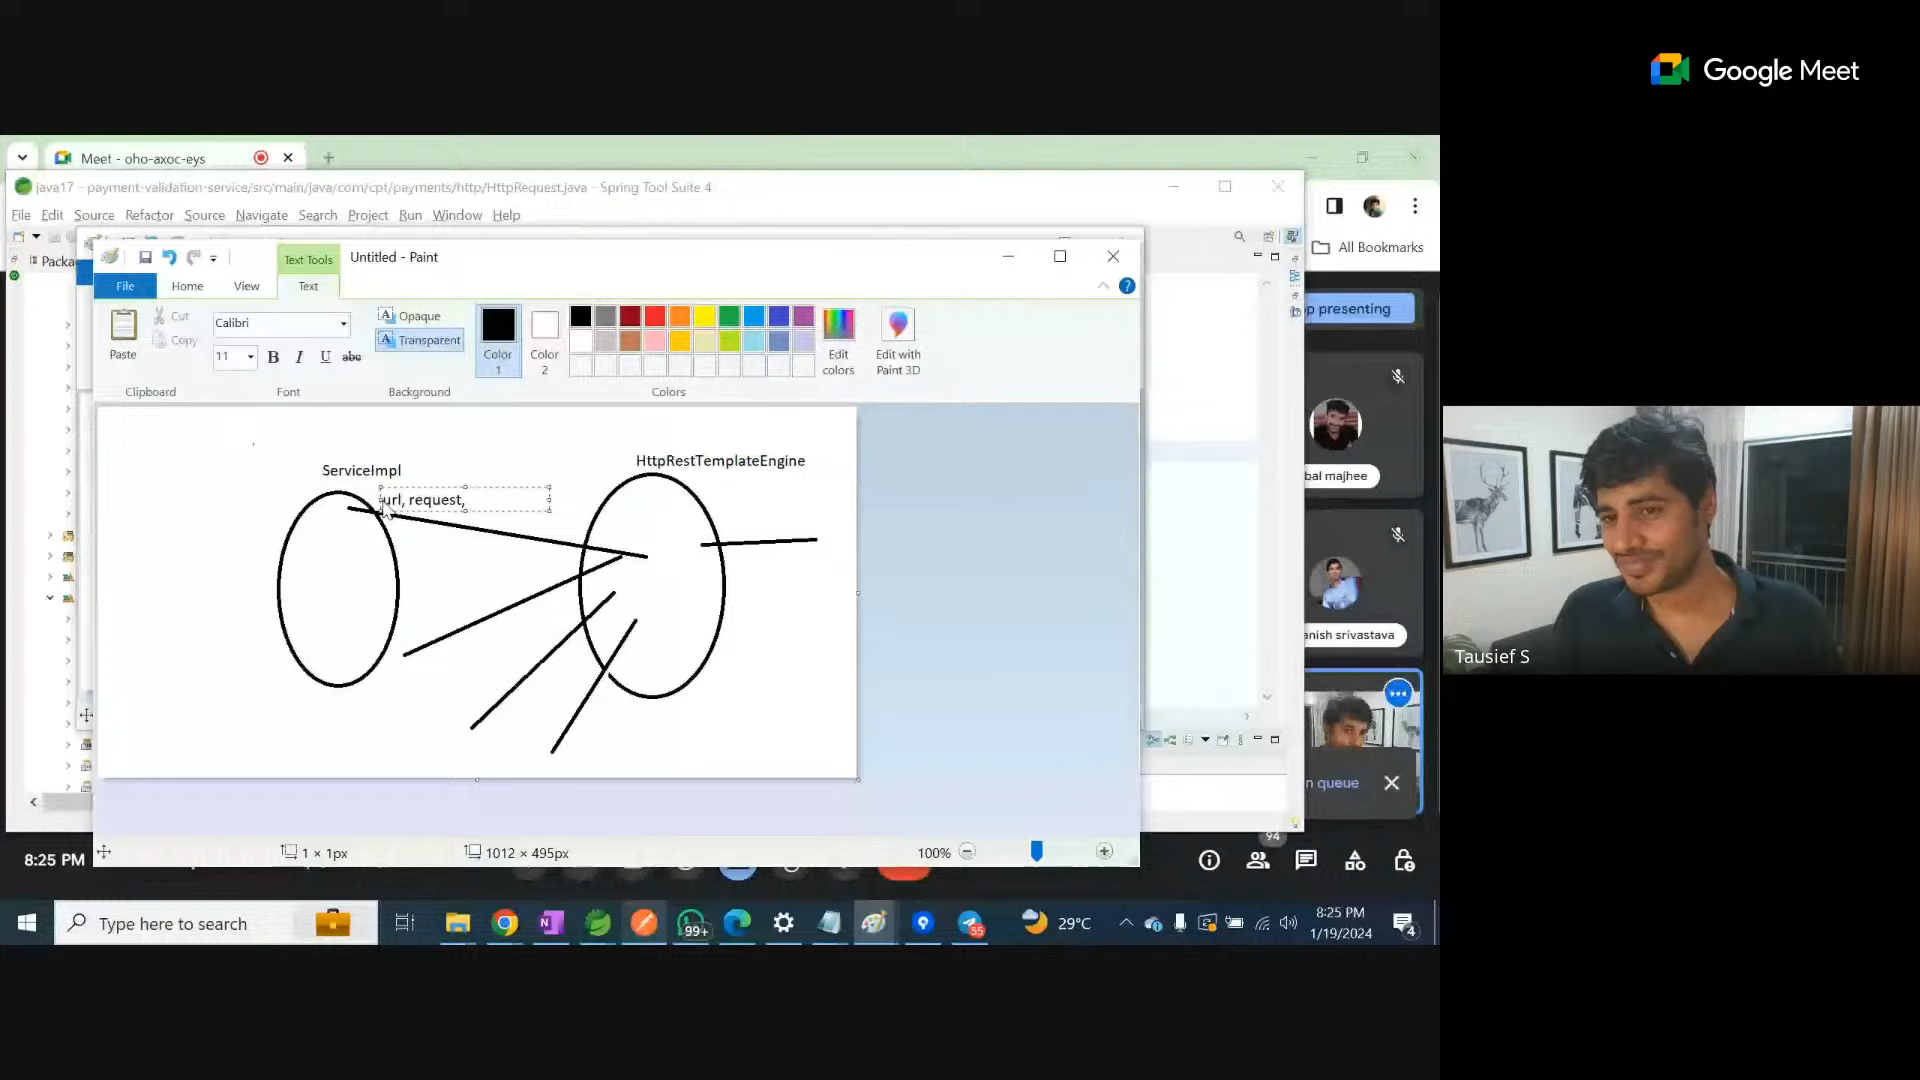 Google Meet
Meet - oho-axoc-eys
java17 - payment-validation-service/src/main/java/com/cpt/payments/http/HttpRequest.java - Spring Tool Suite 4
File Edit Source Refactor Source Navigate Search Project Run Window Help
All Bookmarks
Packa
Text Tools
Untitled - Paint
File Home View Text
Paste
Cut
Copy
Clipboard
Calibri
11
B I U abc
Font
Opaque
Transparent
Background
Color
1
Color
2
Edit
colors
Edit with
Paint 3D
Colors
p presenting
bal majhee
anish srivastava
n queue
ServiceImpl
HttpRestTemplateEngine
url, request,
1 × 1px
1012 × 495px
100%
94
8:25 PM
Type here to search
99+
55
29°C
8:25 PM
1/19/2024
4
Tausief S